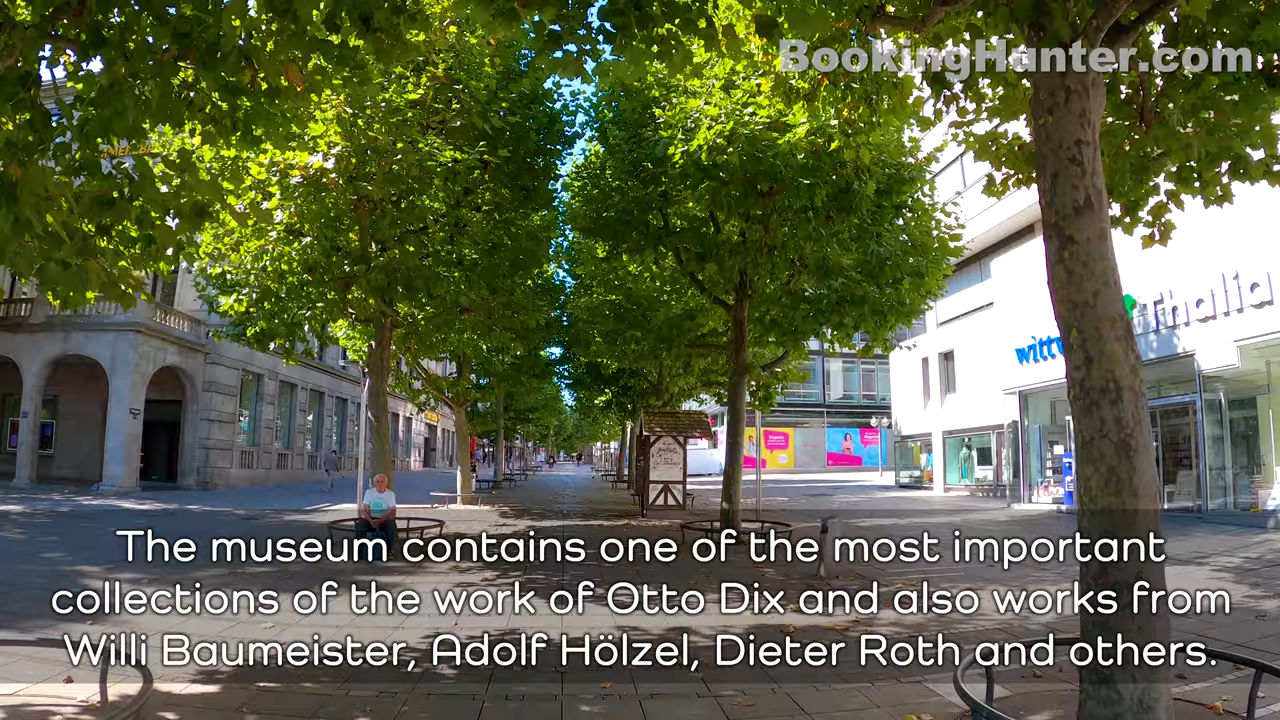 BookingHunter.com
Thalia
The museum contains one of the most important
collections of the work of Otto Dix and also works from
Willi Baumeister, Adolf Hölzel, Dieter Roth and others.